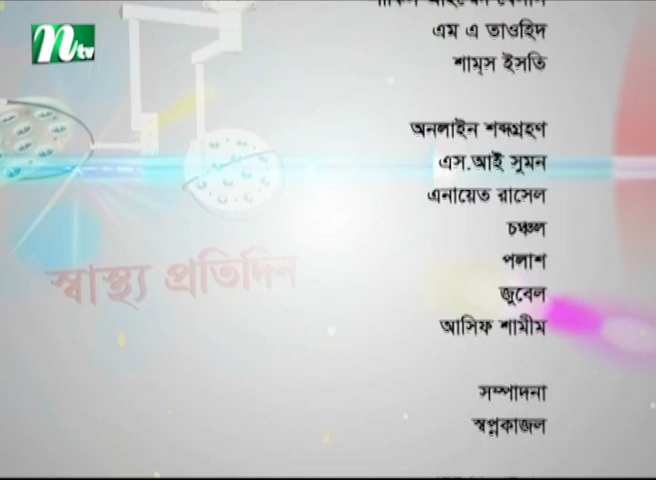 ntv
এম এ তাওহিদ
শামৃস ইসতি
অনলাইন শব্দগ্রহণ
এস.আই সুমন
এনায়েত রাসেল
চঞ্চল
পলাশ
জুবেল
আসিফ শামীম
সম্পাদনা
স্বপ্নকাজল
স্বাস্থ্য প্রতিদিন